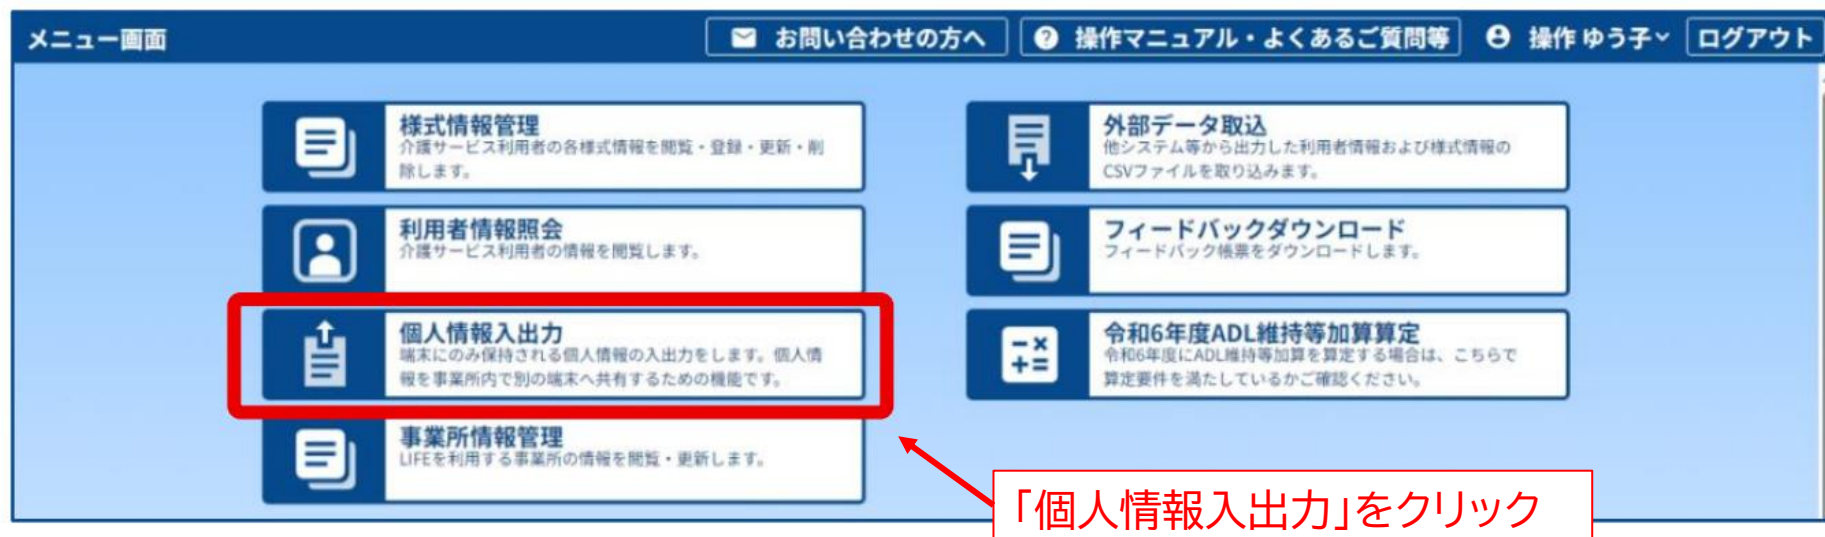 メニュー画面
お問い合わせの方へ
操作マニュアル・よくあるご質問等
操作 ゆう子
ログアウト
様式情報管理
介護サービス利用者の各様式情報を閲覧・登録・更新・削
除します。
外部データ取込
他システム等から出力した利用者情報および様式情報の
CSVファイルを取り込みます。
利用者情報照会
介護サービス利用者の情報を閲覧します。
フィードバックダウンロード
フィードバック帳票をダウンロードします。
個人情報入出力
端末にのみ保持される個人情報の入出力をします。個人情
報を事業所内で別の端末へ共有するための機能です。
令和6年度ADL維持等加算算定
令和6年度にADL維持等加算を算定する場合は、こちらで
算定要件を満たしているかご確認ください。
事業所情報管理
LIFEを利用する事業所の情報を閲覧・更新します。
「個人情報入出力」をクリック